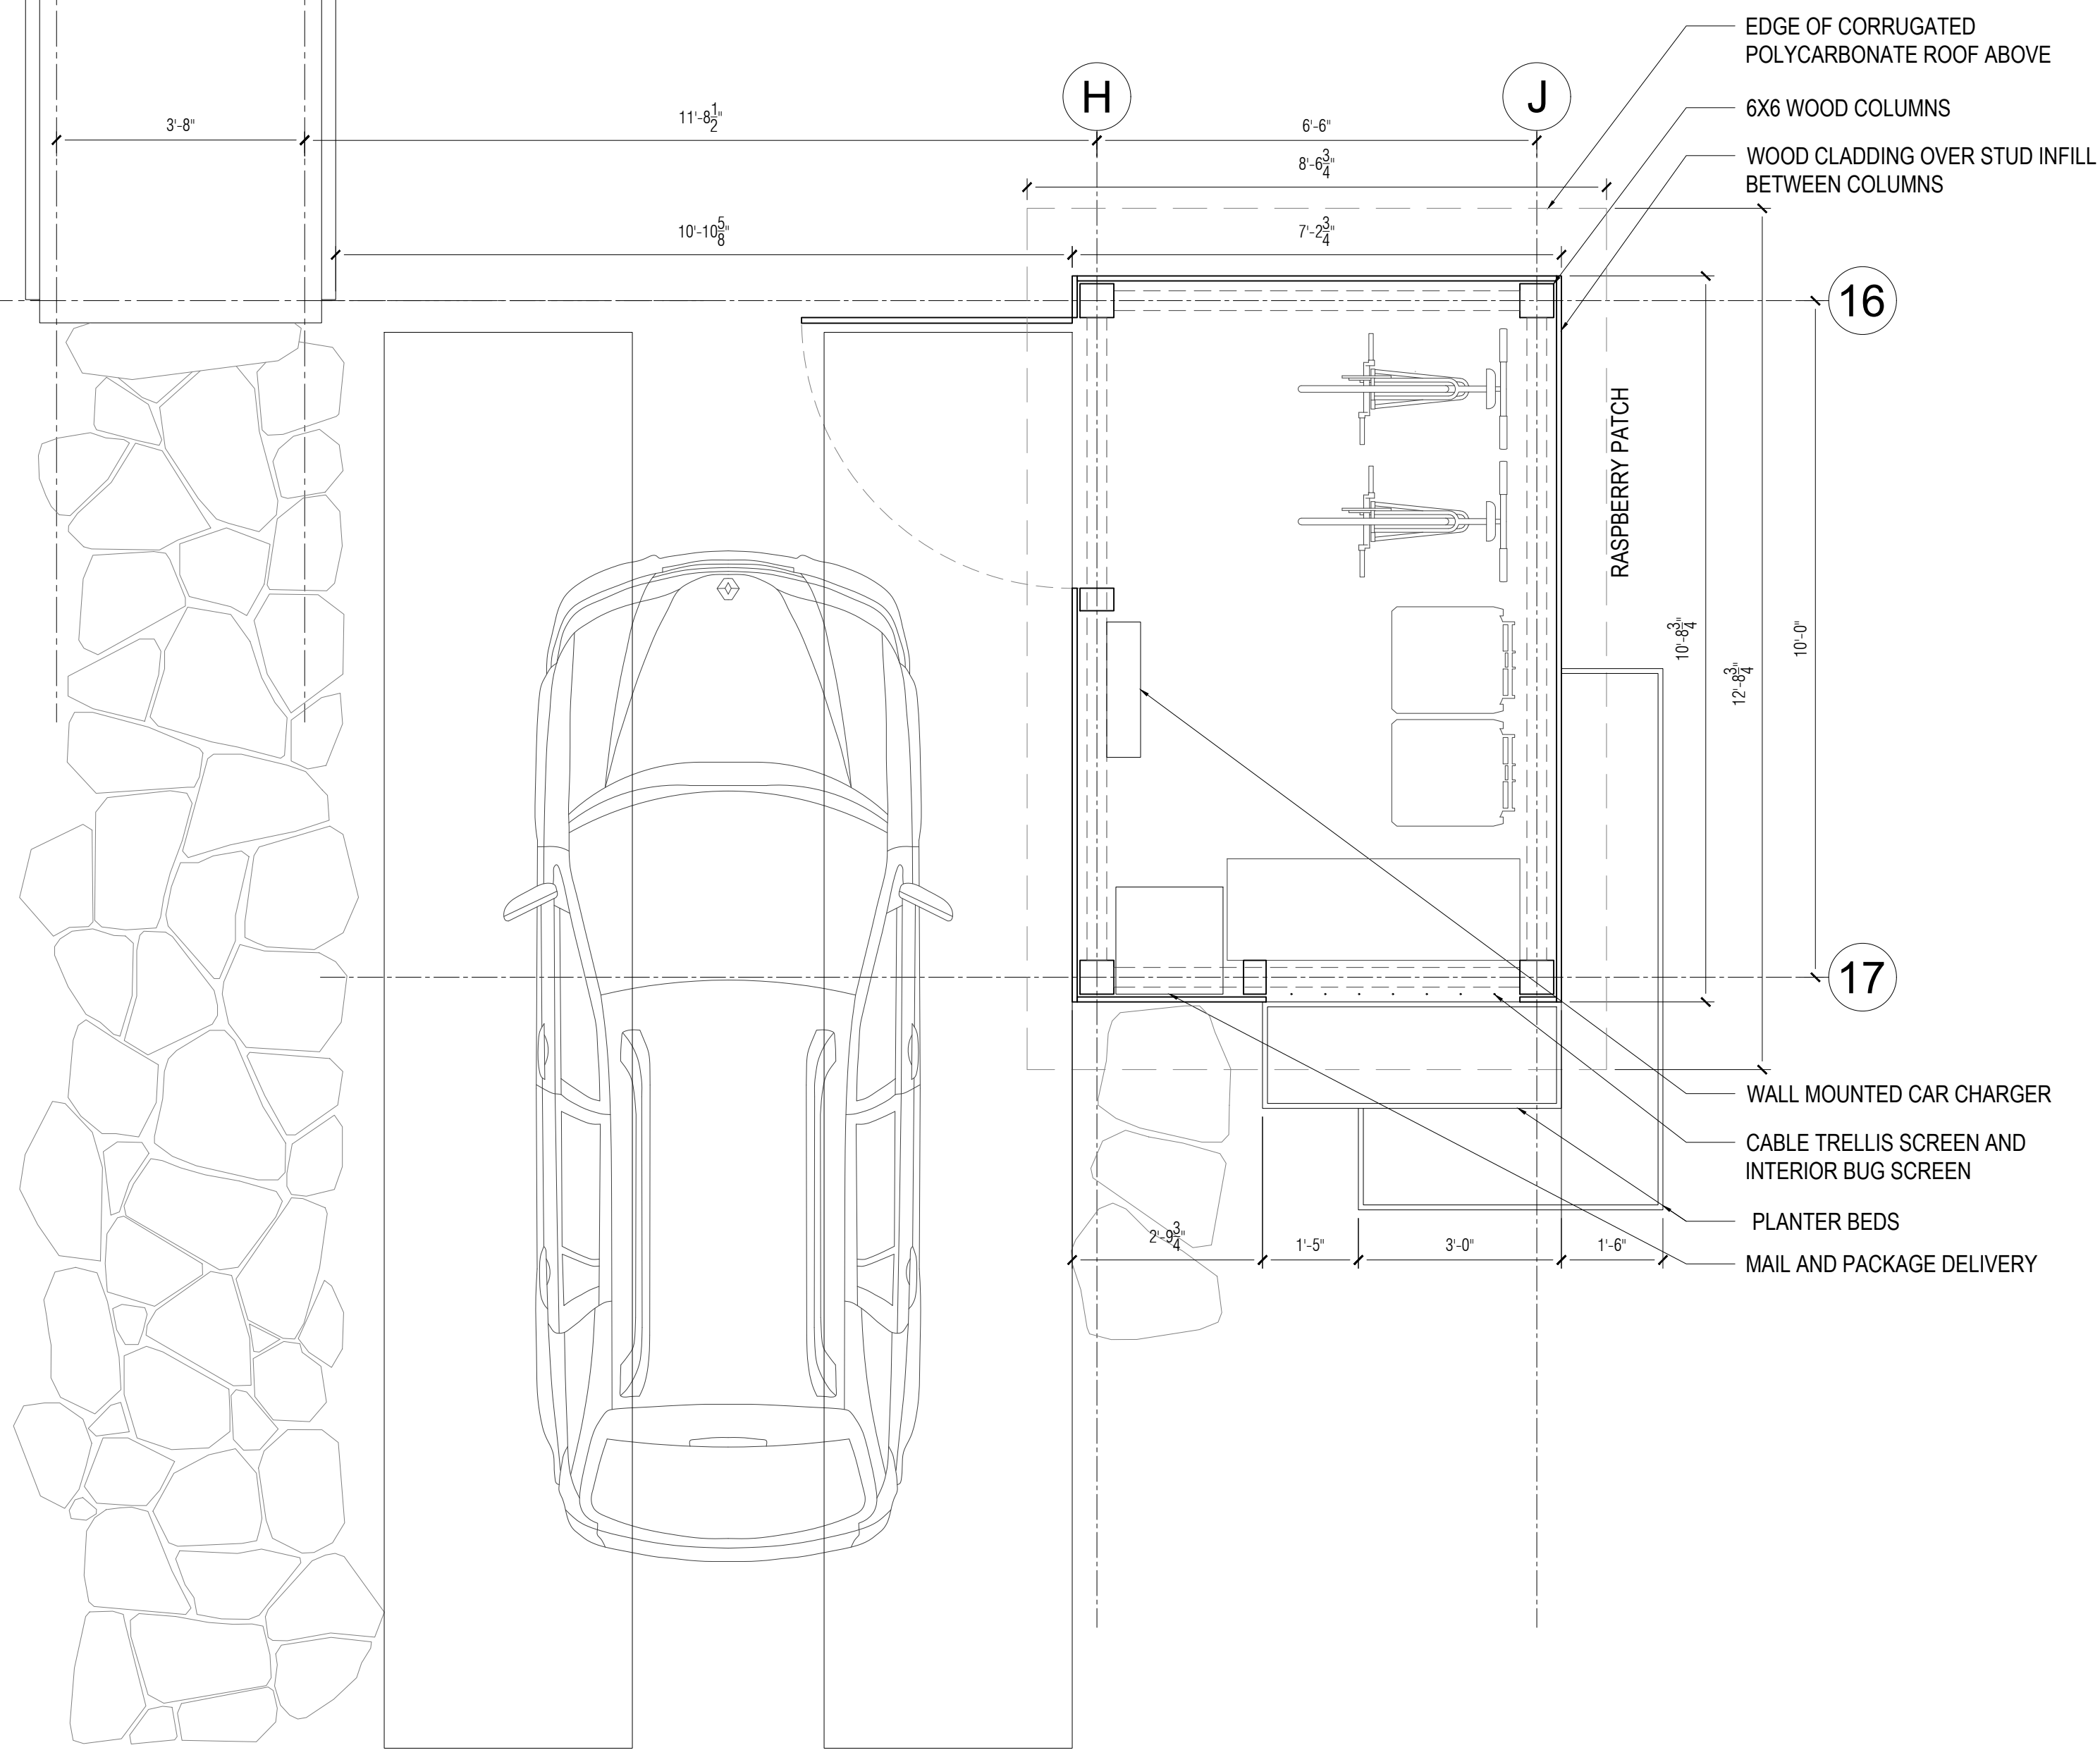 EDGE OF CORRUGATED
POLYCARBONATE ROOF ABOVE
H
J
6X6 WOOD COLUMNS
3'-8"
11'-8 1/2"
6'-6"
WOOD CLADDING OVER STUD INFILL
BETWEEN COLUMNS
8'-6 3/4"
10'-10 5/8"
7'-2 3/4"
16
RASPBERRY PATCH
10'-8 3/4"
12'-8 3/4"
10'-0"
17
WALL MOUNTED CAR CHARGER
CABLE TRELLIS SCREEN AND
INTERIOR BUG SCREEN
PLANTER BEDS
2'-9 3/4"
1'-5"
3'-0"
1'-6"
MAIL AND PACKAGE DELIVERY